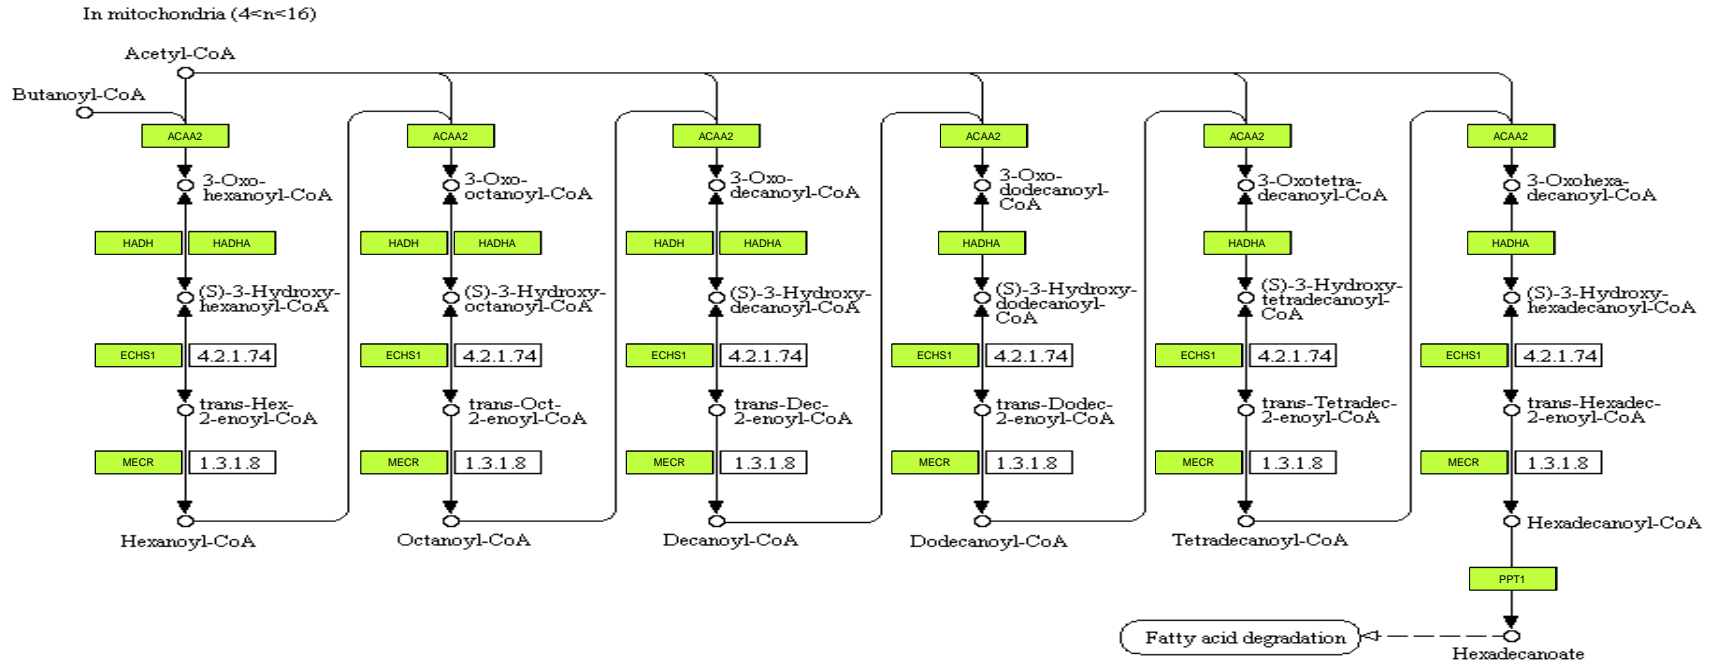 In mitochondria (4<n<16)
Acetyl-CoA
Butanoyl-CoA
ACAA2 ACAA2 ACAA2 ACAA2 ACAA2 ACAA2
3-Oxo-
hexanoyl-CoA
3-Oxo-
octanoyl-CoA
3-Oxo-
decanoyl-CoA
3-Oxo-
dodecanoyl-
CoA
3-Oxotetra-
decanoyl-CoA
3-Oxohexa-
decanoyl-CoA
HADH HADHA HADH HADHA HADH HADHA HADHA HADHA HADHA
(S)-3-Hydroxy-
hexanoyl-CoA
(S)-3-Hydroxy-
octanoyl-CoA
(S)-3-Hydroxy-
decanoyl-CoA
(S)-3-Hydroxy-
dodecanoyl-
CoA
(S)-3-Hydroxy-
tetradecanoyl-
CoA
(S)-3-Hydroxy-
hexadecanoyl-CoA
ECHS1 4.2.1.74 ECHS1 4.2.1.74 ECHS1 4.2.1.74 ECHS1 4.2.1.74 ECHS1 4.2.1.74 ECHS1 4.2.1.74
trans-Hex-
2-enoyl-CoA
trans-Oct-
2-enoyl-CoA
trans-Dec-
2-enoyl-CoA
trans-Dodec-
2-enoyl-CoA
trans-Tetradec-
2-enoyl-CoA
trans-Hexadec-
2-enoyl-CoA
MECR 1.3.1.8 MECR 1.3.1.8 MECR 1.3.1.8 MECR 1.3.1.8 MECR 1.3.1.8 MECR 1.3.1.8
Hexanoyl-CoA Octanoyl-CoA Decanoyl-CoA Dodecanoyl-CoA Tetradecanoyl-CoA Hexadecanoyl-CoA
PPT1
Fatty acid degradation
Hexadecanoate